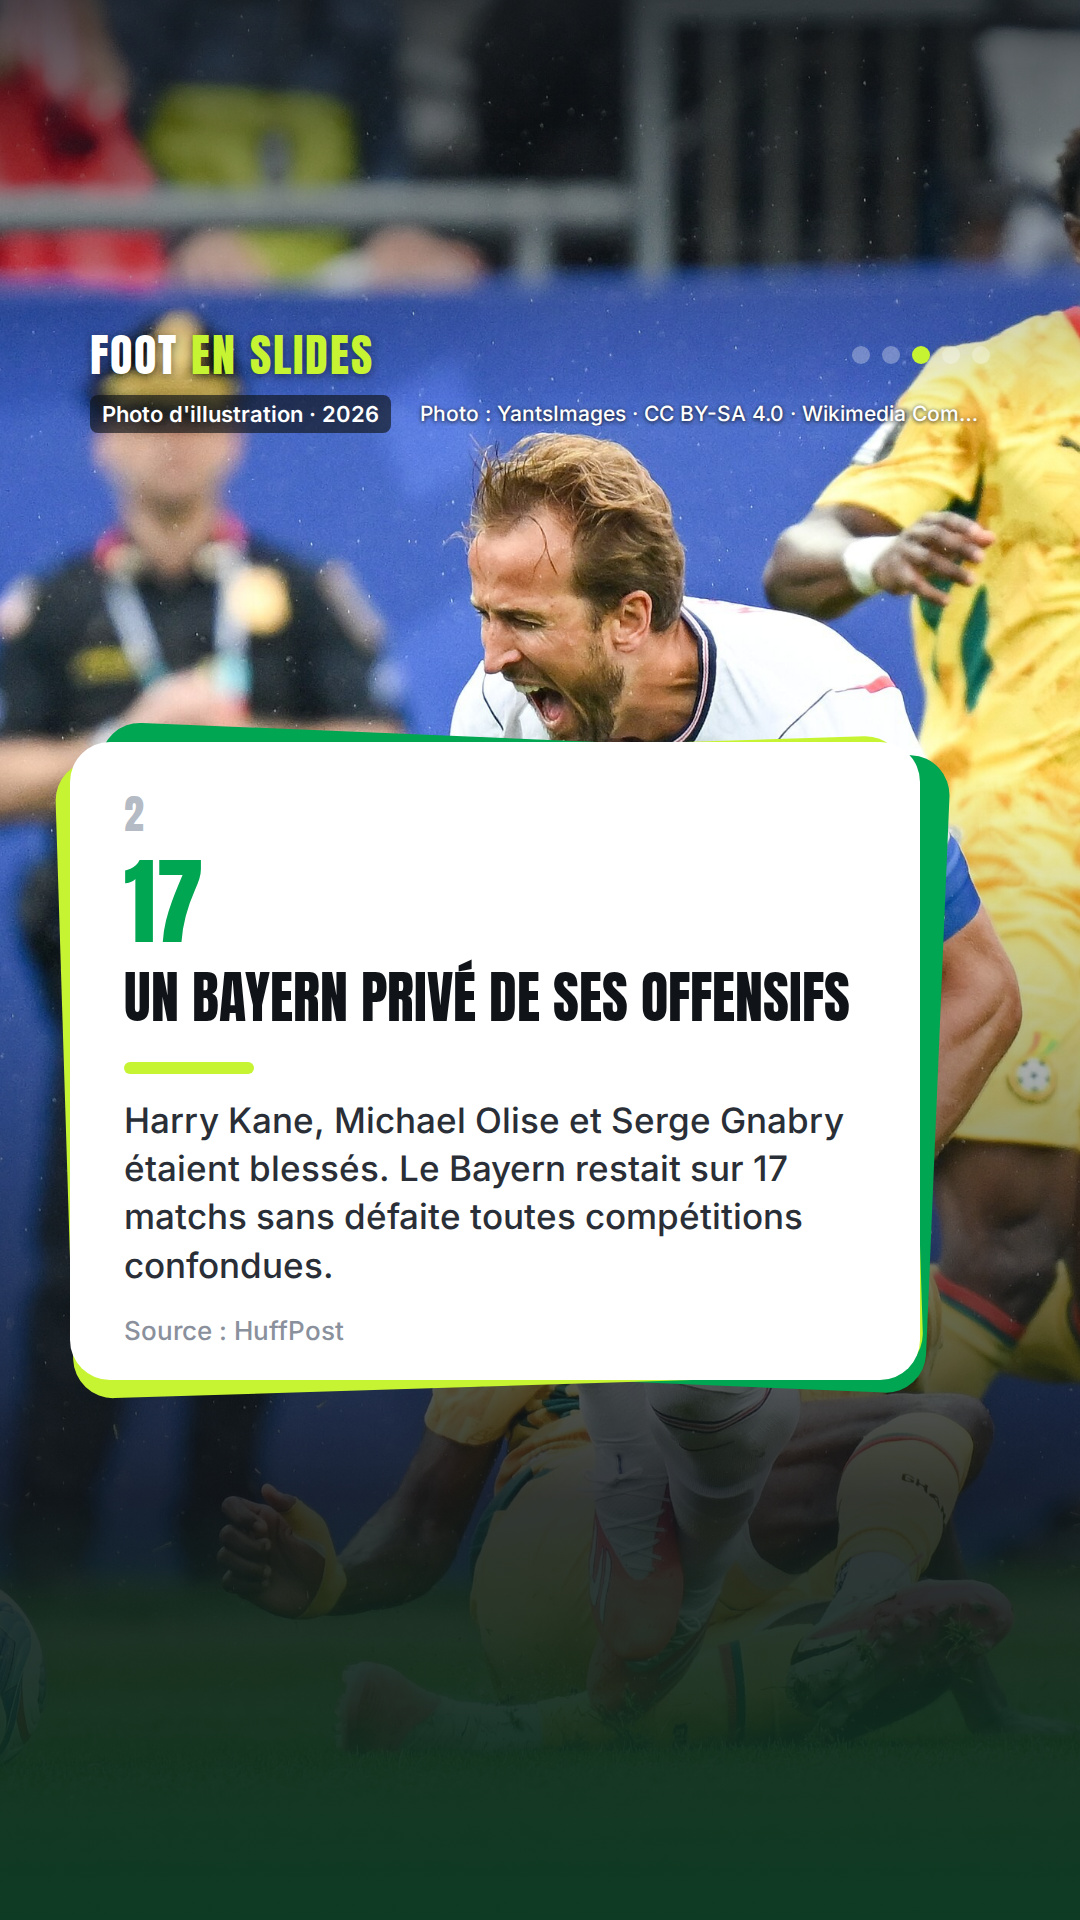 FOOT EN SLIDES
Photo d'illustration · 2026
Photo : YantsImages · CC BY-SA 4.0 · Wikimedia Com...
2
17
UN BAYERN PRIVÉ DE SES OFFENSIFS
Harry Kane, Michael Olise et Serge Gnabry
étaient blessés. Le Bayern restait sur 17
matchs sans défaite toutes compétitions
confondues.
Source : HuffPost